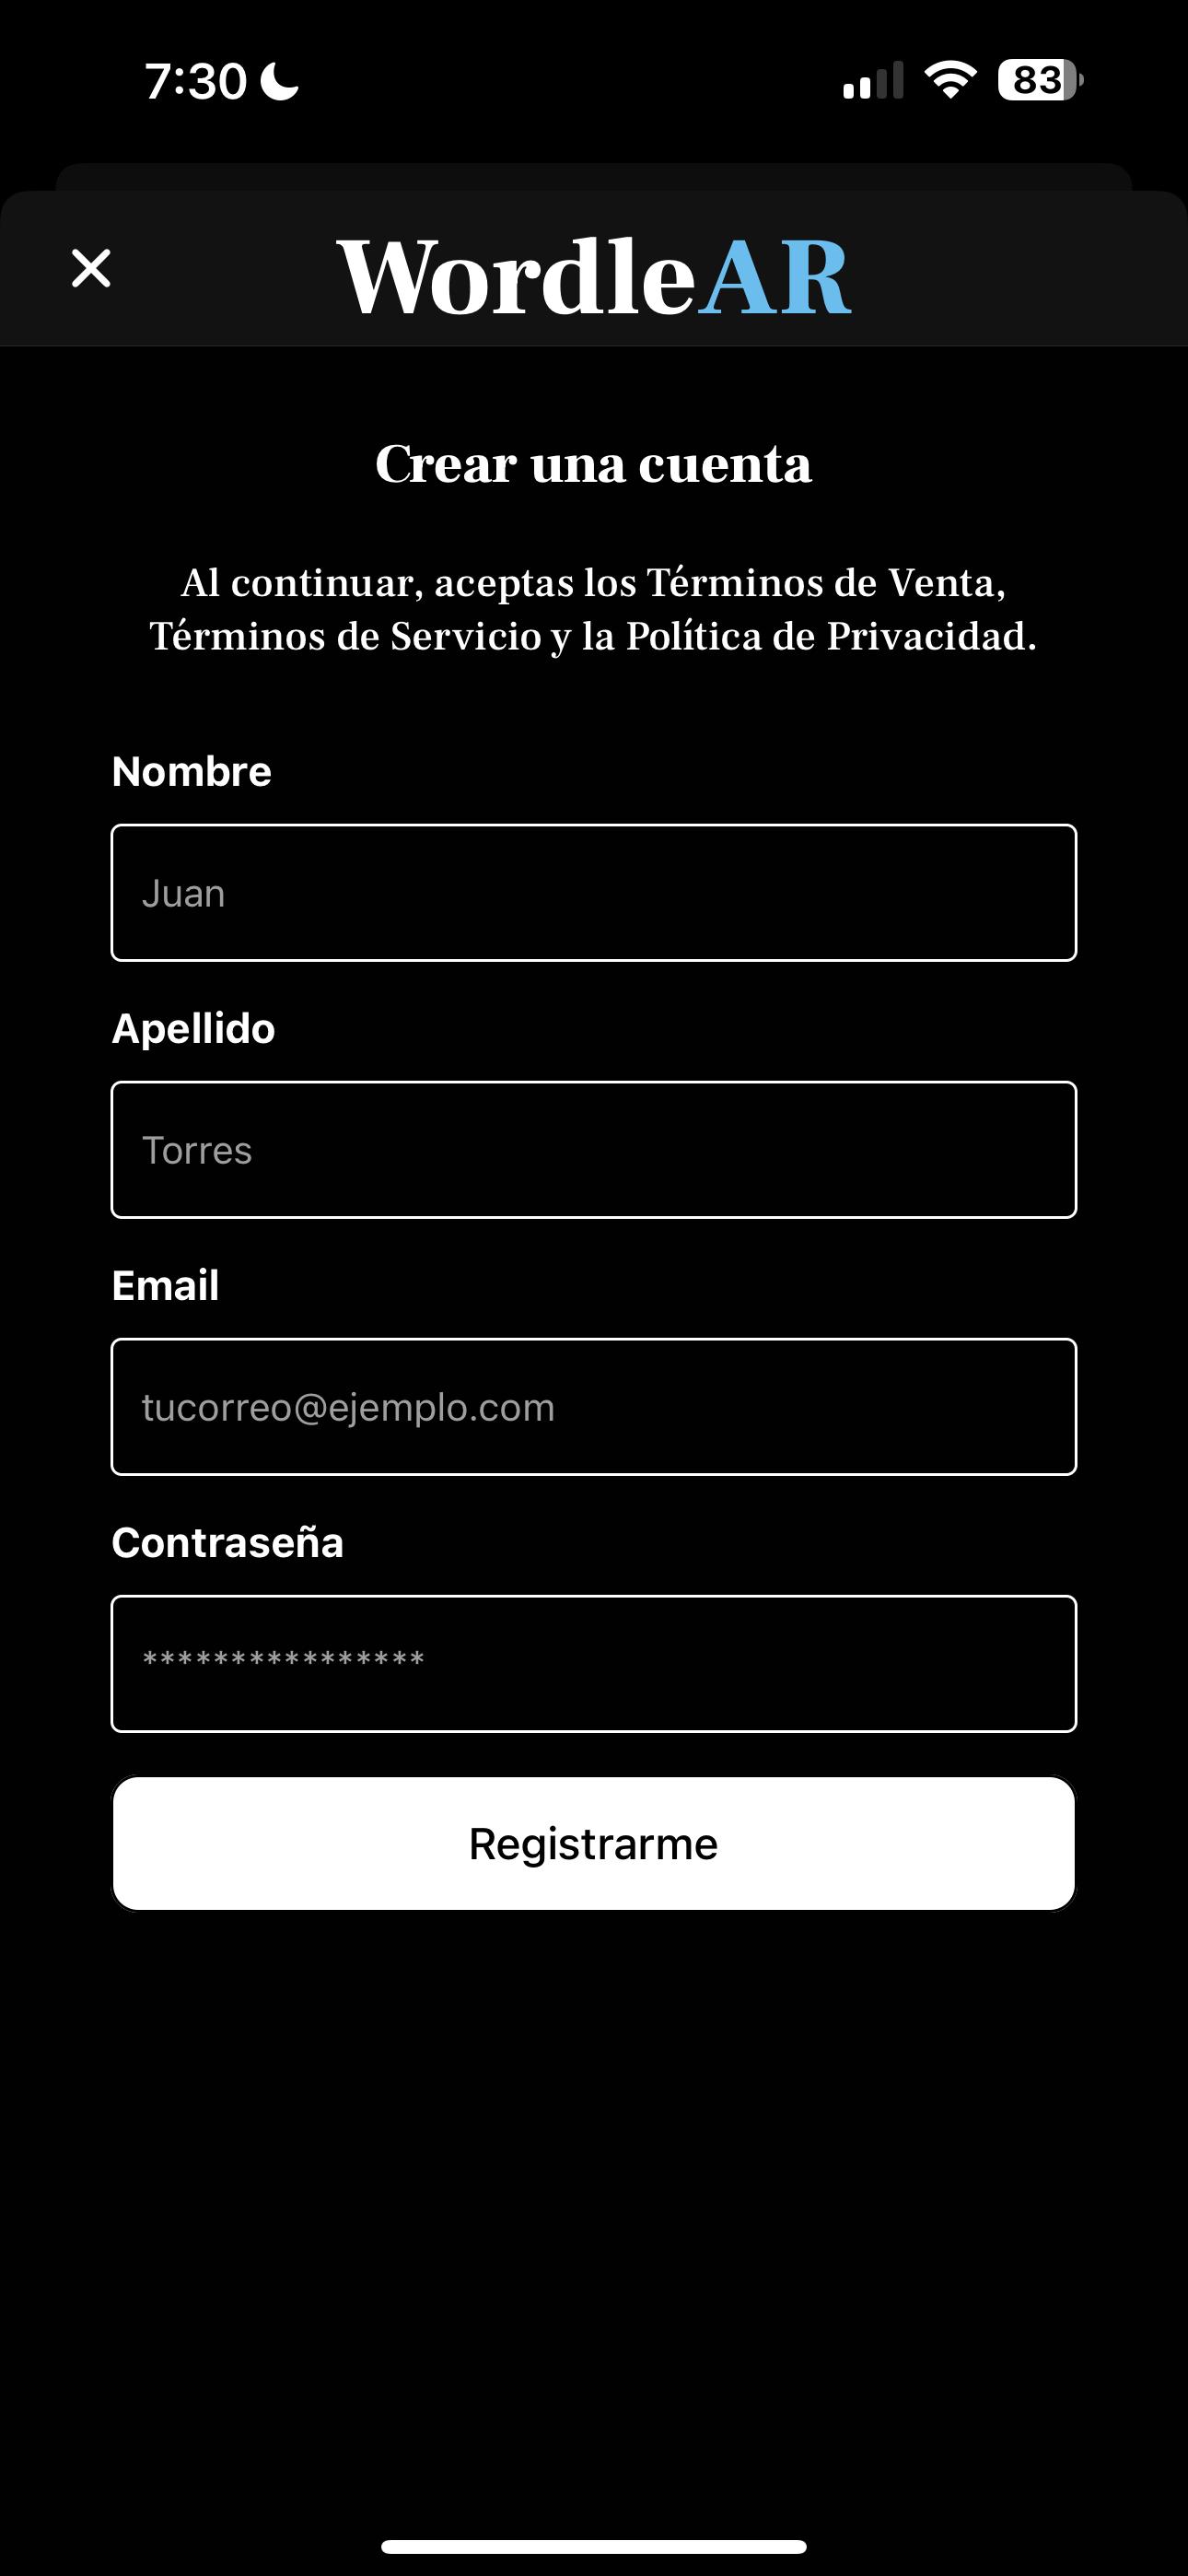 7:30
83
WordleAR
Crear una cuenta
Al continuar, aceptas los Términos de Venta,
Términos de Servicio y la Política de Privacidad.
Nombre
Juan
Apellido
Torres
Email
tucorreo@ejemplo.com
Contraseña
****************
Registrarme